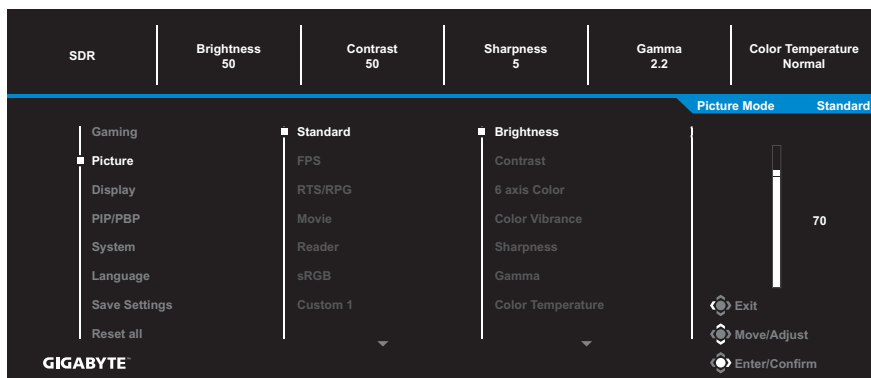 SDR
Brightness
50
Contrast
50
Sharpness
5
Gamma
2.2
Color Temperature
Normal
Picture Mode Standard
Gaming
Picture
Display
PIP/PBP
System
Language
Save Settings
Reset all
Standard
FPS
RTS/RPG
Movie
Reader
sRGB
Custom 1
Brightness
Contrast
6 axis Color
Color Vibrance
Sharpness
Gamma
Color Temperature
70
Exit
Move/Adjust
Enter/Confirm
GIGABYTE™